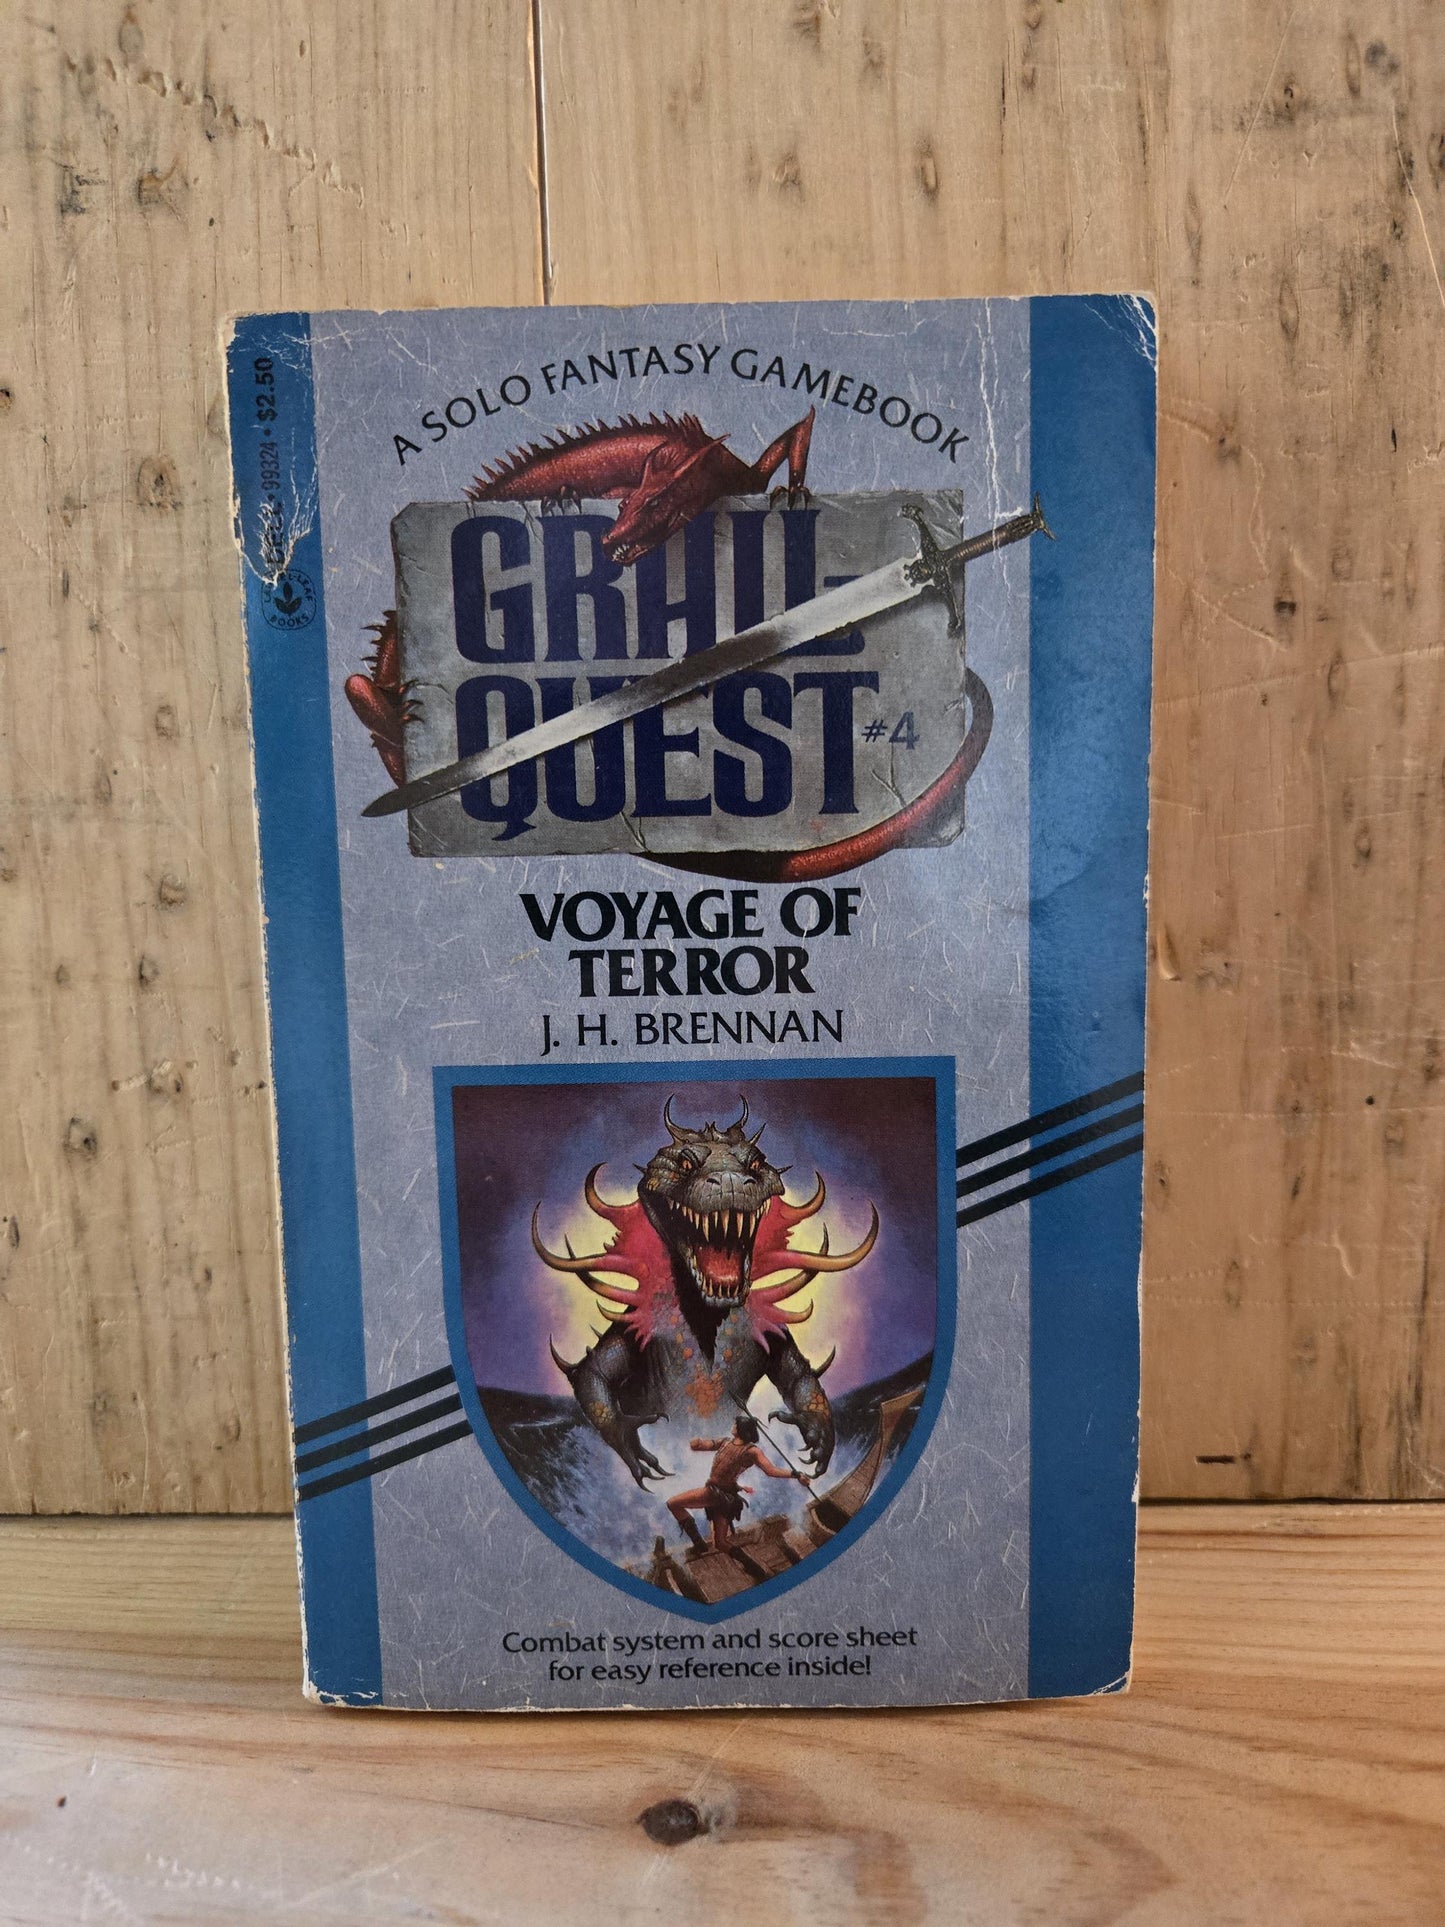 A SOLO FANTASY GAMEBOOK
99324 • $2.50
BOOKS
GRAIL-
QUEST #4
VOYAGE OF
TERROR
J. H. BRENNAN
Combat system and score sheet
for easy reference inside!